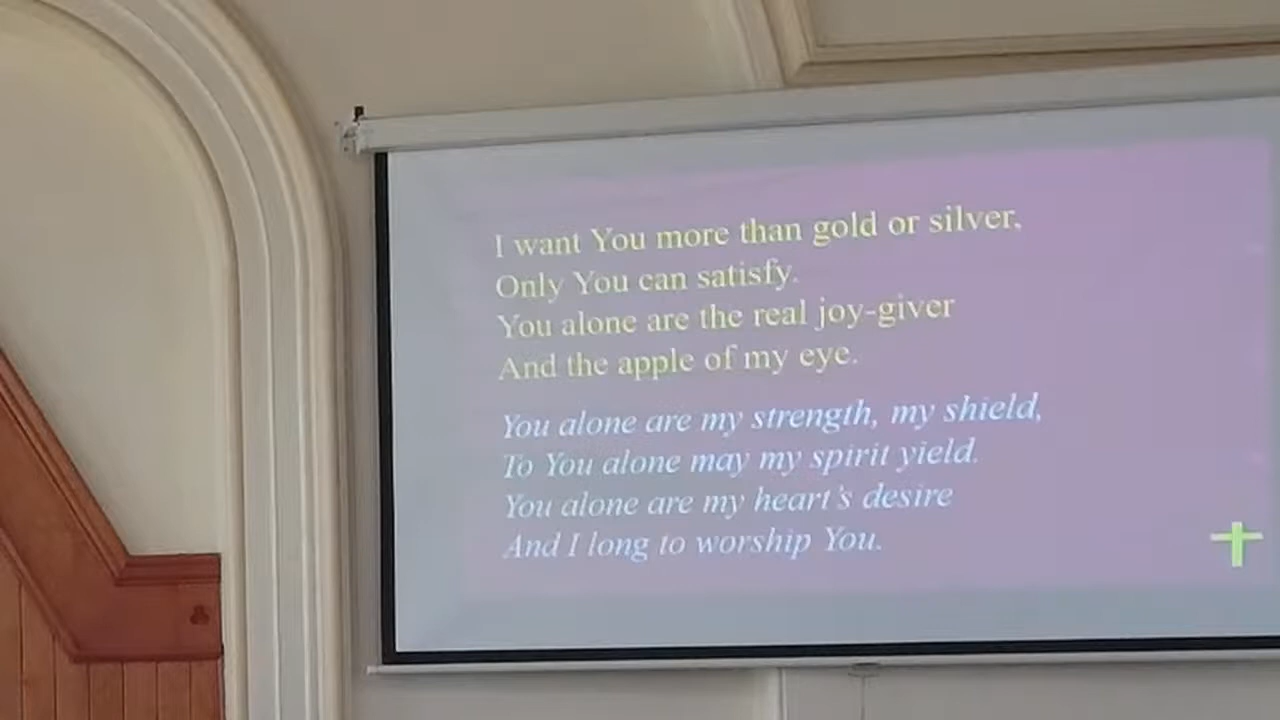 I want You more than gold or silver,
Only You can satisfy.
You alone are the real joy-giver
And the apple of my eye.
You alone are my strength, my shield,
To You alone may my spirit yield.
You alone are my heart's desire
And I long to worship You.